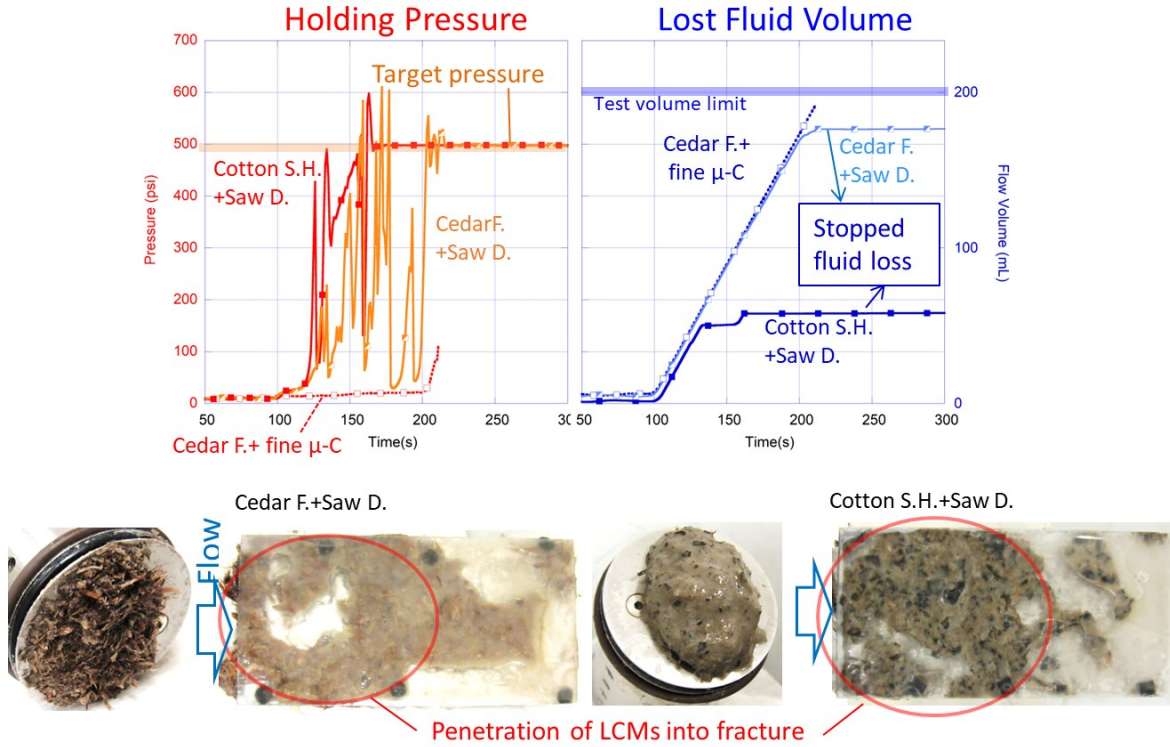 Holding Pressure
Lost Fluid Volume
700
600
500
400
300
200
100
0
Pressure (psi)
Target pressure
Cotton S.H.
+Saw D.
CedarF.
+Saw D.
50
100
150
200
250
30
Time(s)
Cedar F.+ fine μ-C
Test volume limit
Cedar F.+
fine μ-C
Cedar F.
+Saw D.
Stopped
fluid loss
Cotton S.H.
+Saw D.
200
100
0
Flow Volume (mL)
50
100
150
200
250
300
Time(s)
Cedar F.+Saw D.
Cotton S.H.+Saw D.
Flow
Penetration of LCMs into fracture